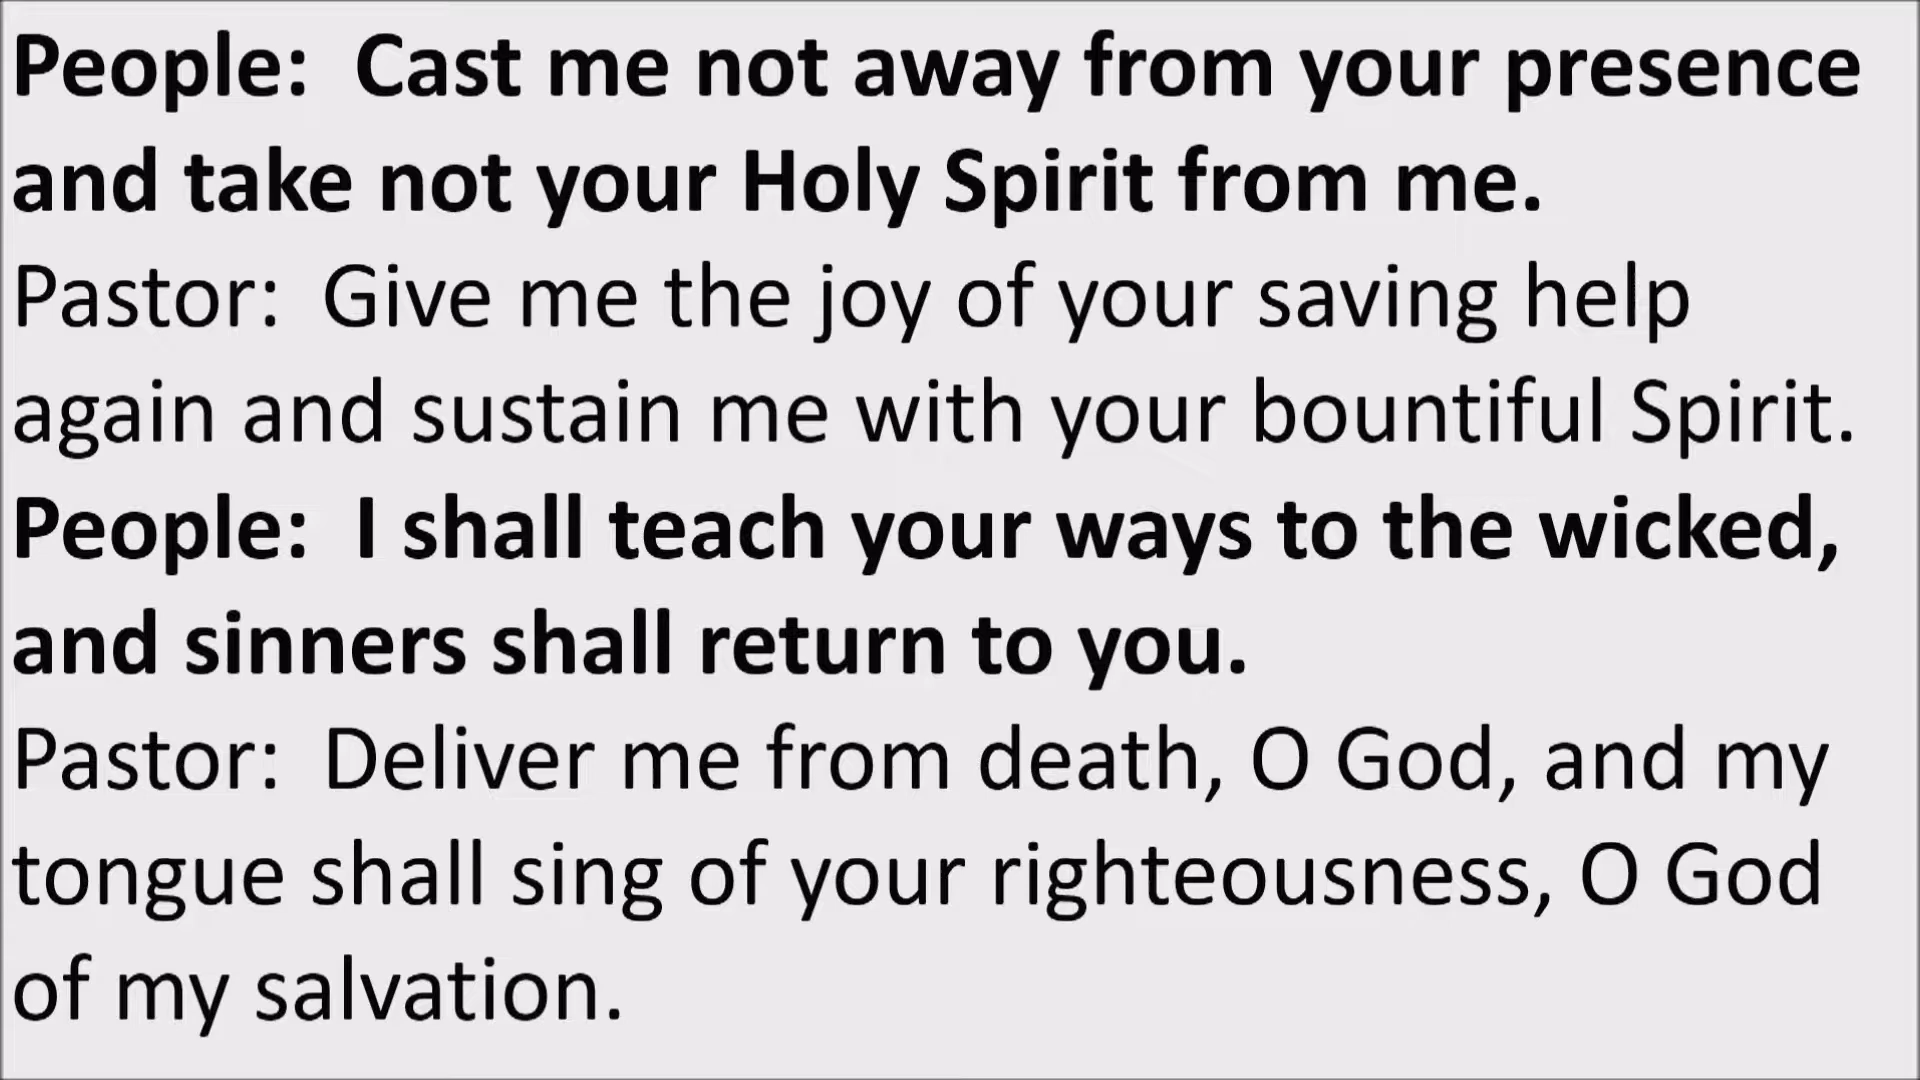 People:  Cast me not away from your presence
and take not your Holy Spirit from me.
Pastor:  Give me the joy of your saving help
again and sustain me with your bountiful Spirit.
People:  I shall teach your ways to the wicked,
and sinners shall return to you.
Pastor:  Deliver me from death, O God, and my
tongue shall sing of your righteousness, O God
of my salvation.